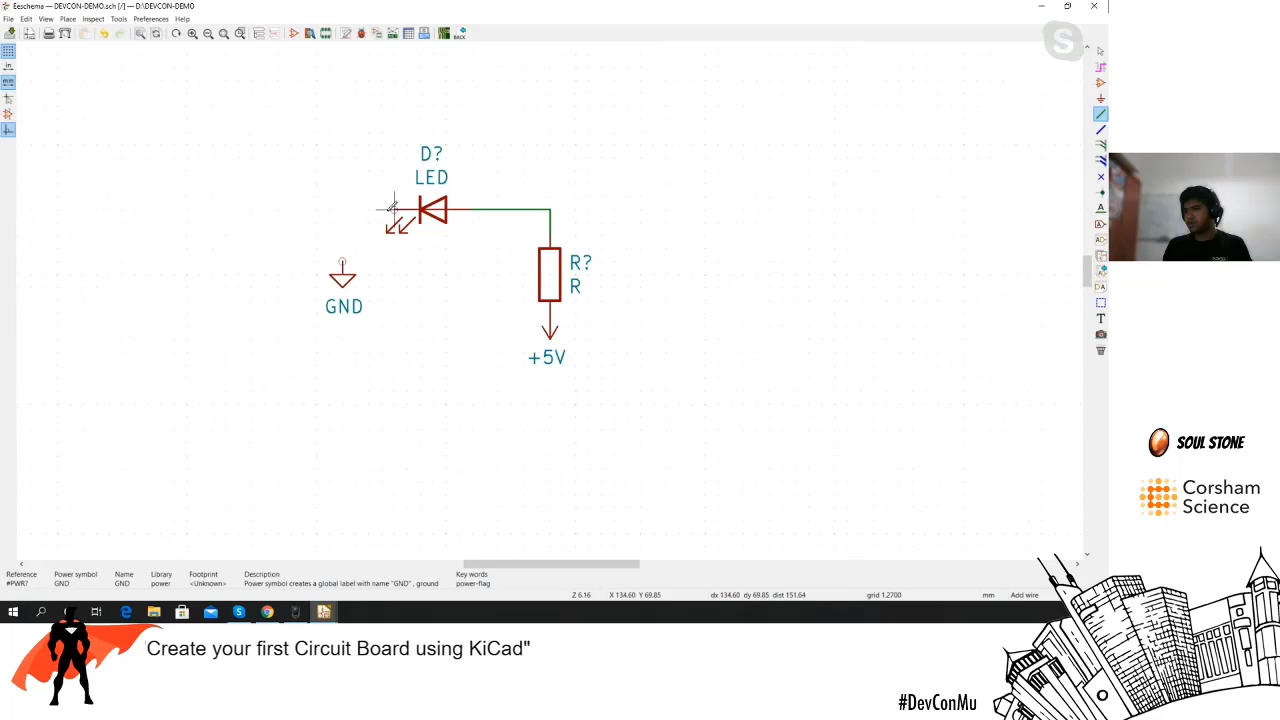 Eeschema — DEVCON-DEMO.sch [/] — D:\DEVCON-DEMO
File Edit View Place Inspect Tools Preferences Help
BACK
S
in
mm
D?
LED
R?
R
GND
+5V
A
A
T
SOUL STONE
Corsham
Science
Reference Power symbol Name Library Footprint Description Key words
#PWR? GND GND power <Unknown> Power symbol creates a global label with name "GND" , ground power-flag
Z 6.16 X 134.60 Y 69.85 dx 134.60 dy 69.85 dist 151.64 grid 1.2700 mm Add wire
'Create your first Circuit Board using KiCad"
#DevConMu